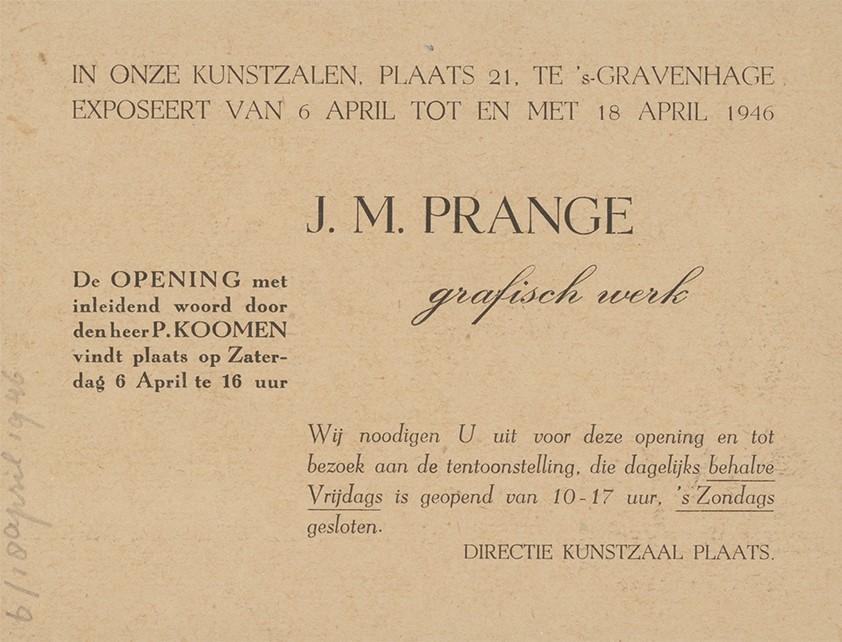 IN ONZE KUNSTZALEN, PLAATS 21, TE 's-GRAVENHAGE
EXPOSEERT VAN 6 APRIL TOT EN MET 18 APRIL 1946
J. M. PRANGE
grafisch werk
De OPENING met
inleidend woord door
den heer P. KOOMEN
vindt plaats op Zater-
dag 6 April te 16 uur
Wij noodigen U uit voor deze opening en tot
bezoek aan de tentoonstelling, die dagelijks behalve
Vrijdags is geopend van 10-17 uur, 's Zondags
gesloten.
DIRECTIE KUNSTZAAL PLAATS.
6/18 april 1946